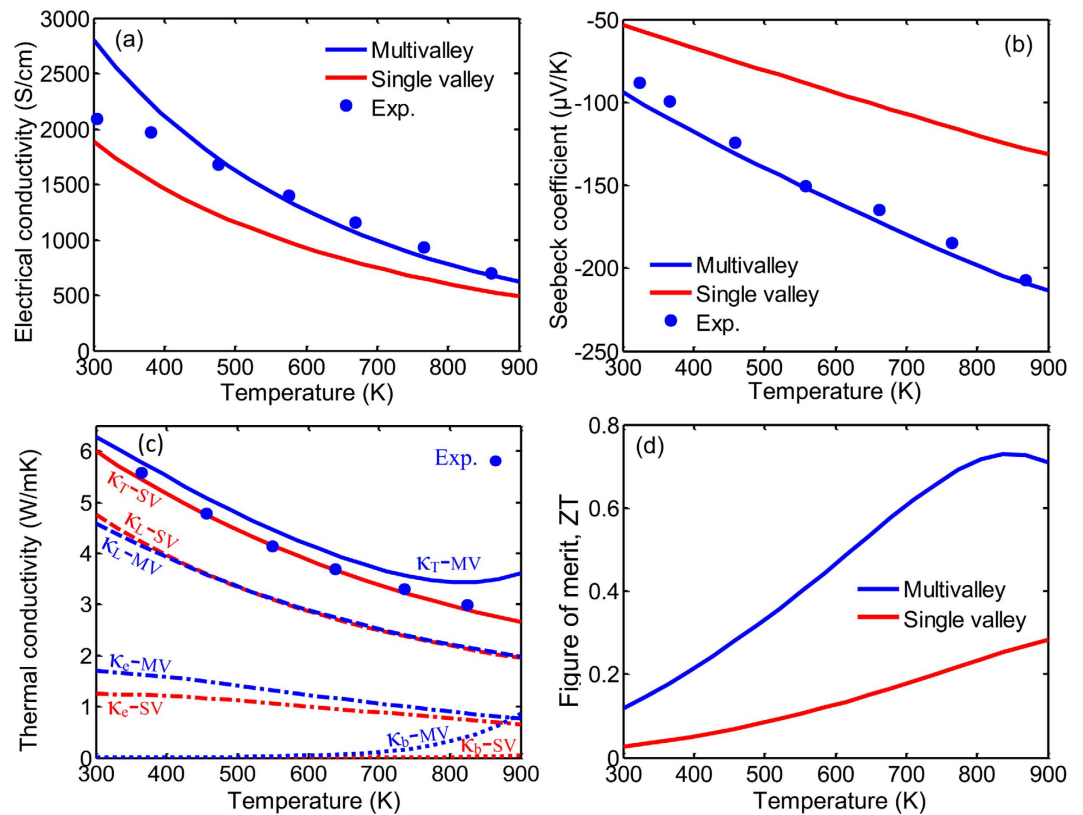 (a)
Electrical conductivity (S/cm)
3000
2500
2000
1500
1000
500
0
Multivalley
Single valley
Exp.
300 400 500 600 700 800 900
Temperature (K)
(b)
Seebeck coefficient (µV/K)
-50
-100
-150
-200
-250
Multivalley
Single valley
Exp.
300 400 500 600 700 800 900
Temperature (K)
(c)
Thermal conductivity (W/mK)
6
5
4
3
2
1
0
Exp.
κT-SV
κL-SV
κL-MV
κT-MV
κe-MV
κe-SV
κb-MV
κb-SV
300 400 500 600 700 800 900
Temperature (K)
(d)
Figure of merit, ZT
0.8
0.6
0.4
0.2
0
Multivalley
Single valley
300 400 500 600 700 800 900
Temperature (K)